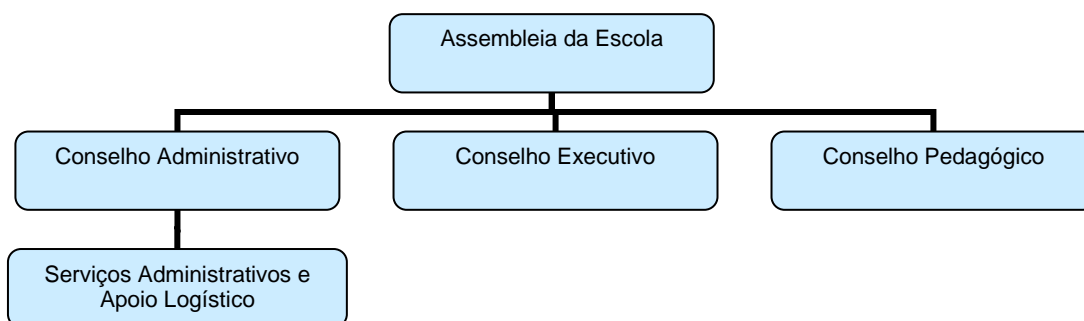 Assembleia da Escola
Conselho Administrativo
Conselho Executivo
Conselho Pedagógico
Serviços Administrativos e
Apoio Logístico